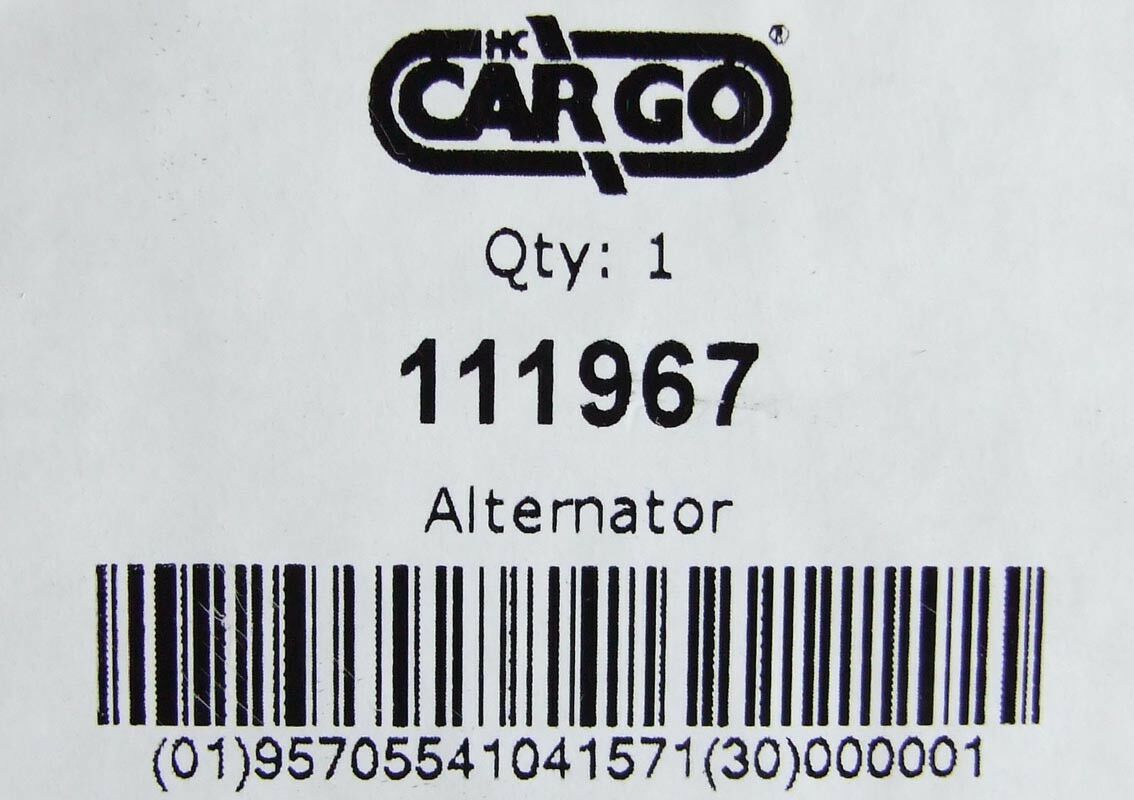 HC
CARGO®
Qty: 1
111967
Alternator
(01)95705541041571(30)000001